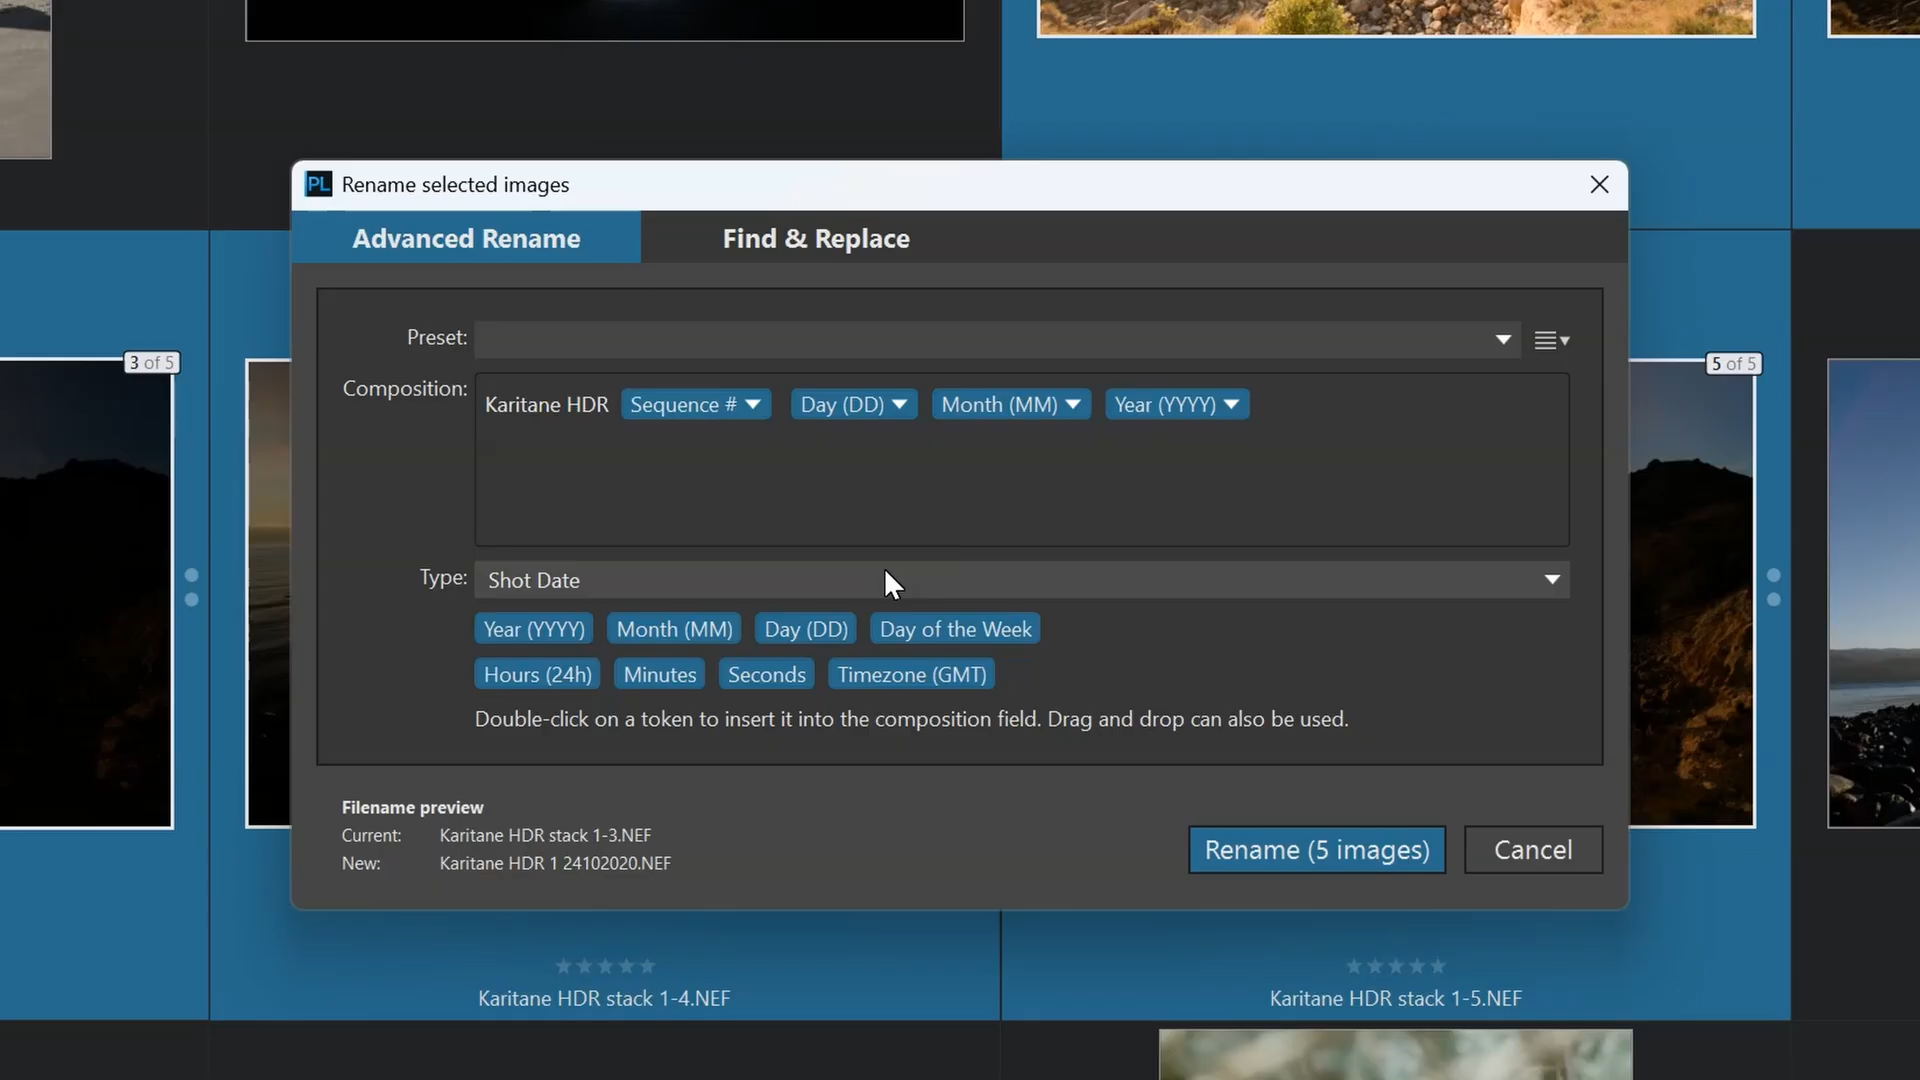 PL Rename selected images
Advanced Rename Find & Replace
Preset:
3 of 5
5 of 5
Composition: Karitane HDR Sequence # Day (DD) Month (MM) Year (YYYY)
Type: Shot Date
Year (YYYY) Month (MM) Day (DD) Day of the Week
Hours (24h) Minutes Seconds Timezone (GMT)
Double-click on a token to insert it into the composition field. Drag and drop can also be used.
Filename preview
Current: Karitane HDR stack 1-3.NEF
New: Karitane HDR 1 24102020.NEF
Rename (5 images) Cancel
Karitane HDR stack 1-4.NEF
Karitane HDR stack 1-5.NEF